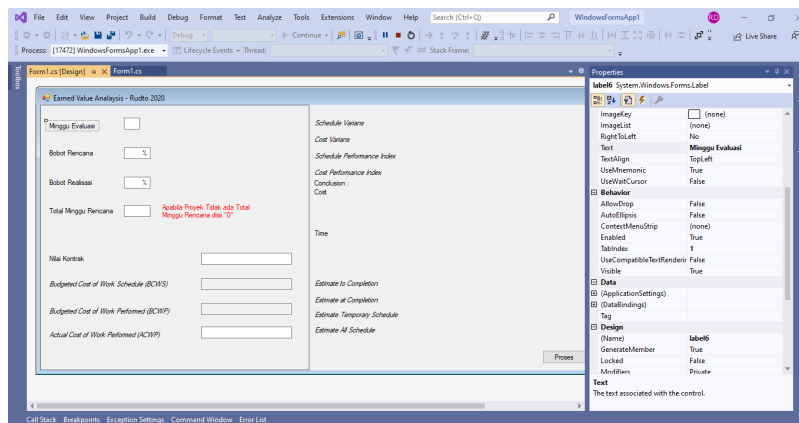 File Edit View Project Build Debug Format Test Analyze Tools Extensions Window Help Search (Ctrl+Q) WindowsFormsApp1 RD
Debug Continue Live Share
Process: [17472] WindowsFormsApp1.exe Lifecycle Events Thread: Stack Frame:
Toolbox
Form1.cs [Design] Form1.cs
Earned Value Analaysis - Rudto 2020
Minggu Evaluasi
Bobot Rencana %
Bobot Realisasi %
Total Minggu Rencana
Apabila Proyek Tidak ada Total
Minggu Rencana diisi "0"
Nilai Kontrak
Budgeted Cost of Work Schedule (BCWS)
Budgeted Cost of Work Performed (BCWP)
Actual Cost of Work Performed (ACWP)
Schedule Varians
Cost Varians
Schedule Performance Index
Cost Performance Index
Conclusion :
Cost
Time
Estimate to Completion
Estimate at Completion
Estimate Temporary Schedule
Estimate All Schedule
Proses
Properties
label6 System.Windows.Forms.Label
ImageKey (none)
ImageList (none)
RightToLeft No
Text Minggu Evaluasi
TextAlign TopLeft
UseMnemonic True
UseWaitCursor False
Behavior
AllowDrop False
AutoEllipsis False
ContextMenuStrip (none)
Enabled True
TabIndex 1
UseCompatibleTextRenderir False
Visible True
Data
(ApplicationSettings)
(DataBindings)
Tag
Design
(Name) label6
GenerateMember True
Locked False
Modifiers Private
Text
The text associated with the control.
Call Stack Breakpoints Exception Settings Command Window Error List